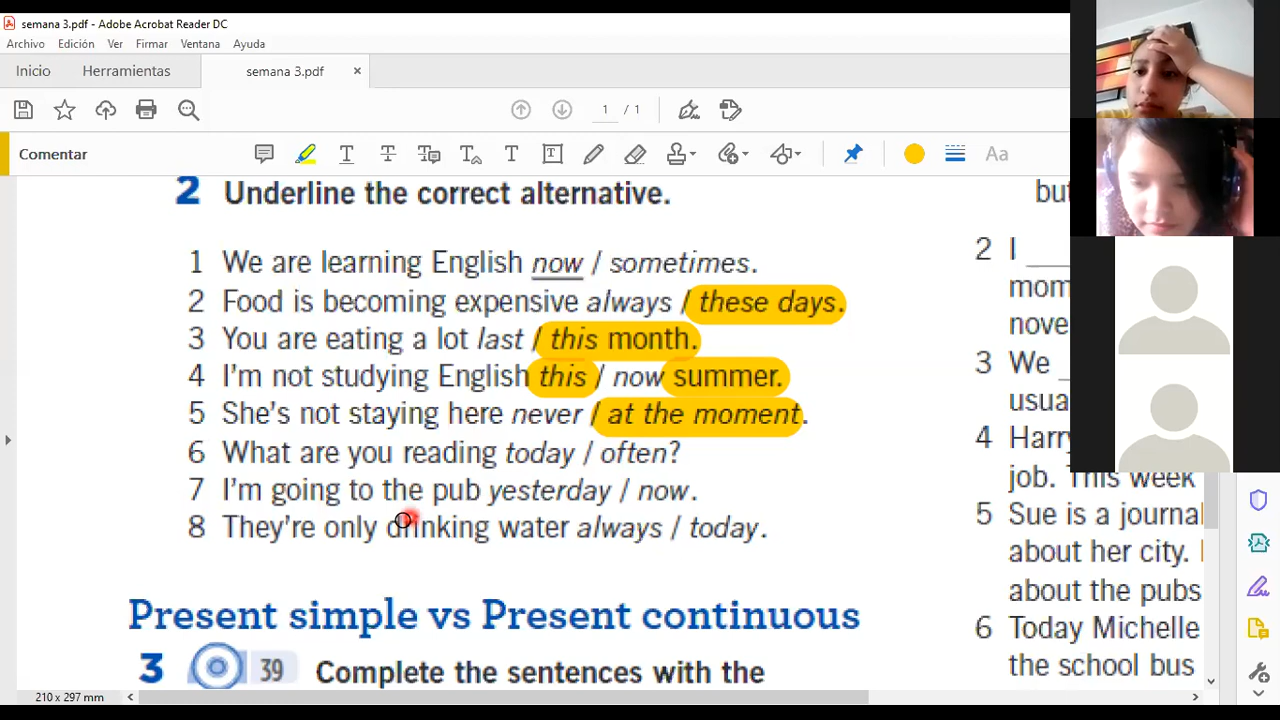 semana 3.pdf - Adobe Acrobat Reader DC
Archivo Edición Ver Firmar Ventana Ayuda
Inicio Herramientas semana 3.pdf ×
1 / 1
Comentar
Aa
2 Underline the correct alternative.
1 We are learning English now / sometimes.
2 Food is becoming expensive always / these days.
3 You are eating a lot last / this month.
4 I'm not studying English this / now summer.
5 She's not staying here never / at the moment.
6 What are you reading today / often?
7 I'm going to the pub yesterday / now.
8 They're only drinking water always / today.
Present simple vs Present continuous
3 39 Complete the sentences with the
but
2 I ____
mom
nove
3 We _
usua
4 Harry
job. This week
5 Sue is a journal
about her city.
about the pubs
6 Today Michelle
the school bus
210 x 297 mm